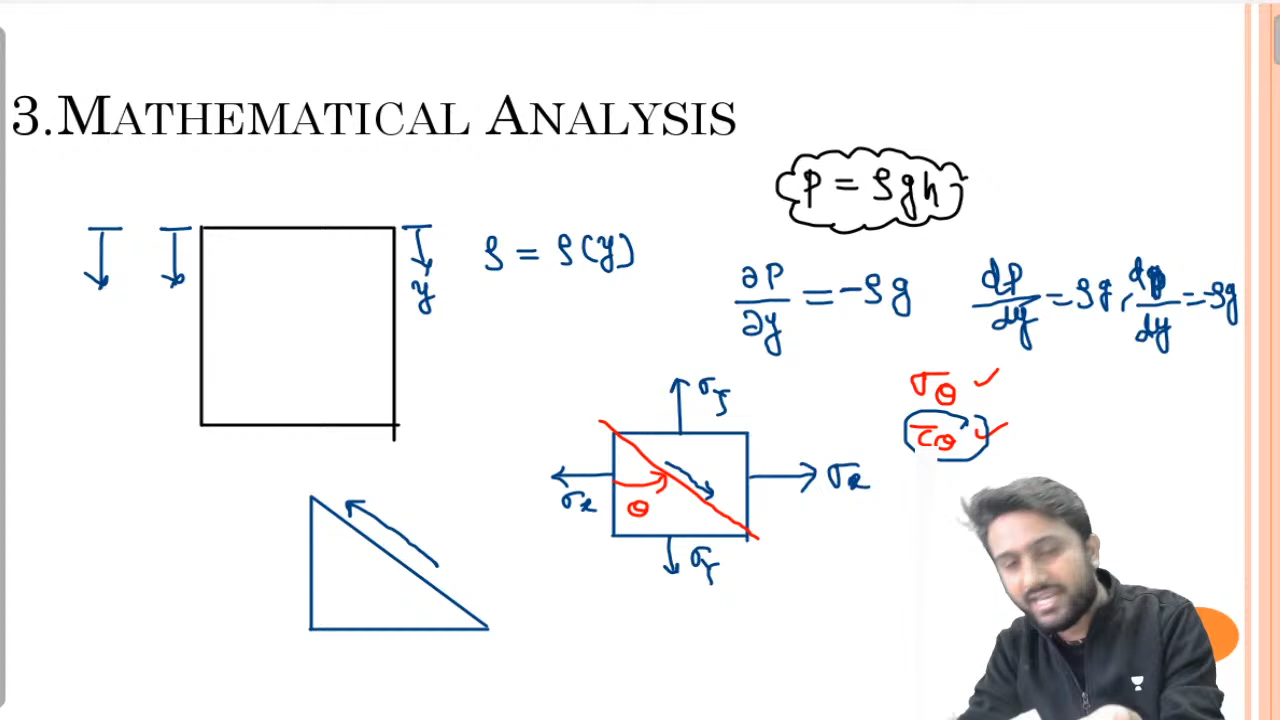 3. MATHEMATICAL ANALYSIS
P = ρgh
ρ = ρ(y)
y
∂P/∂y = -ρg
dp/dy = ρg, dp/dy = -ρg
σθ ✓
τθ ✓
σy
σx
σx
θ
σy